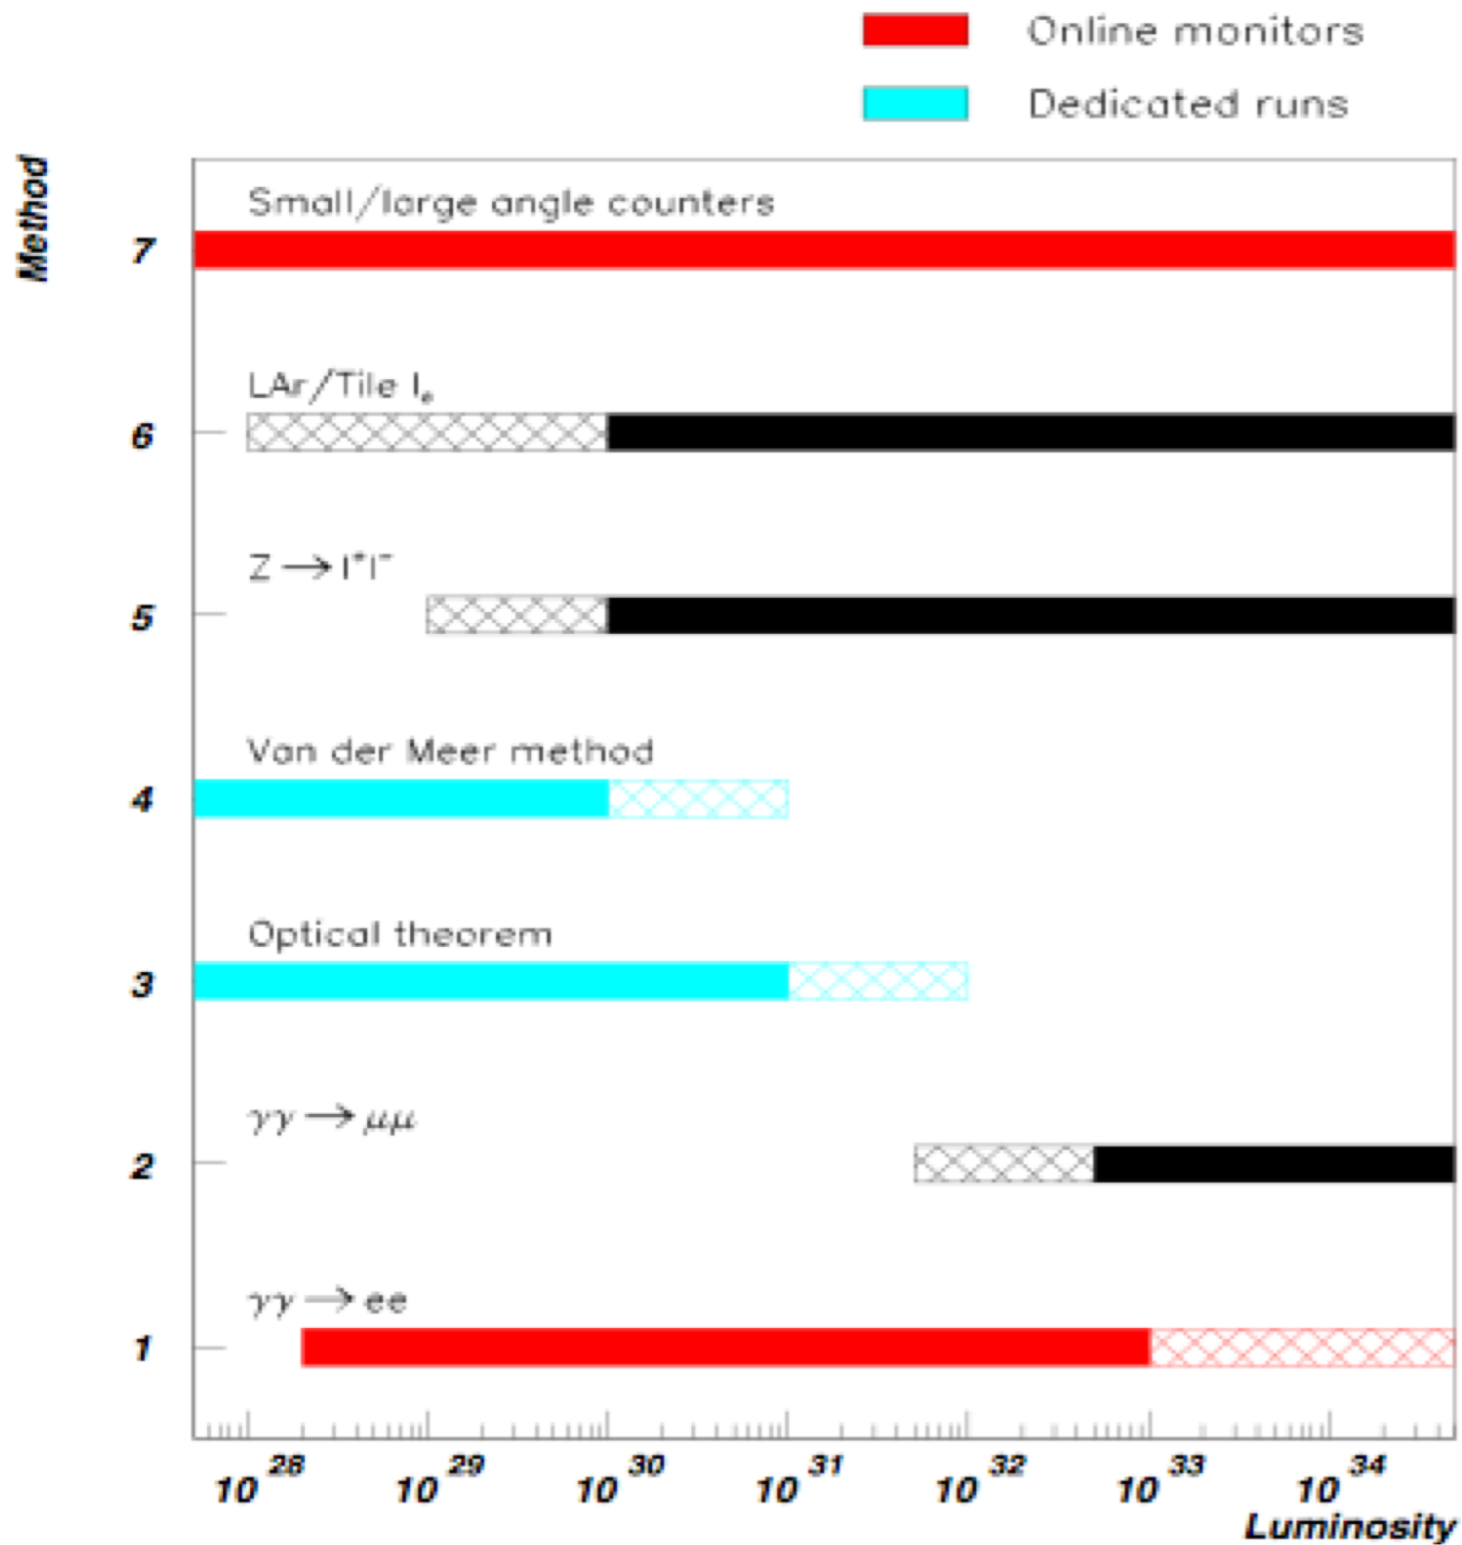 Online monitors
Dedicated runs
Method
Small/large angle counters
7
LAr/Tile Iₑ
6
Z → l⁺l⁻
5
Van der Meer method
4
Optical theorem
3
γγ → μμ
2
γγ → ee
1
10²⁸ 10²⁹ 10³⁰ 10³¹ 10³² 10³³ 10³⁴
Luminosity